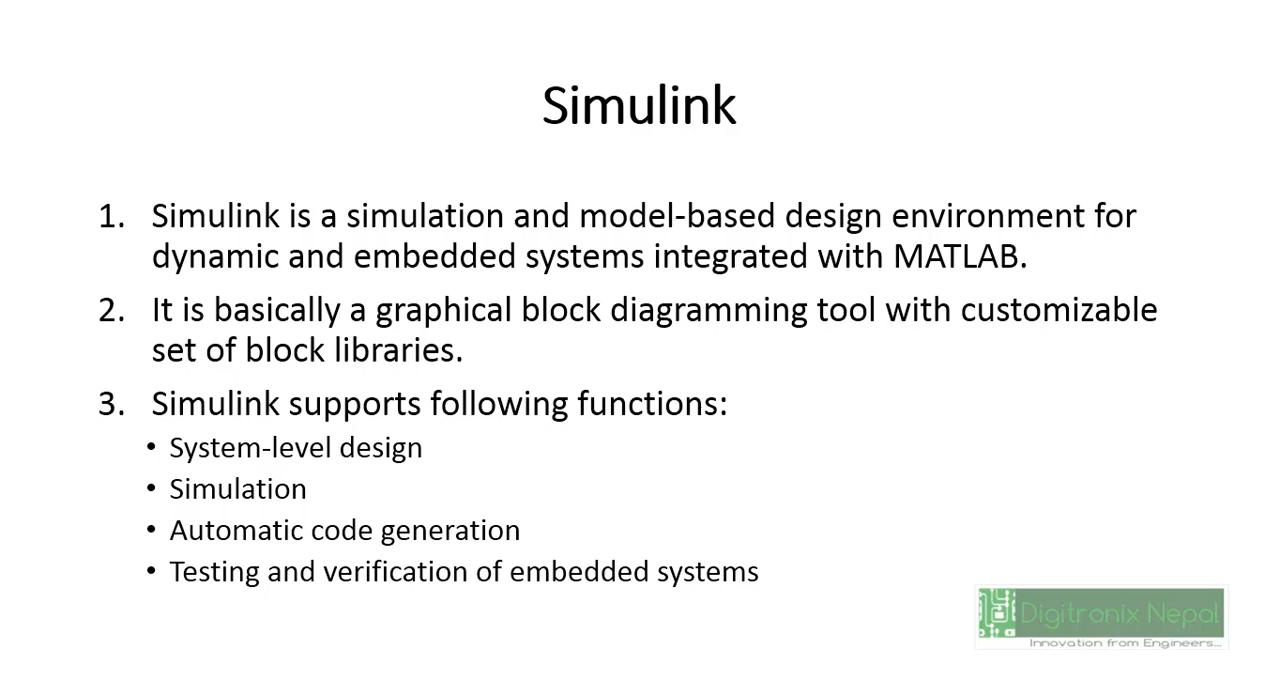 Simulink
1. Simulink is a simulation and model-based design environment for
dynamic and embedded systems integrated with MATLAB.
2. It is basically a graphical block diagramming tool with customizable
set of block libraries.
3. Simulink supports following functions:
• System-level design
• Simulation
• Automatic code generation
• Testing and verification of embedded systems
Digitronix Nepal
Innovation from Engineers...